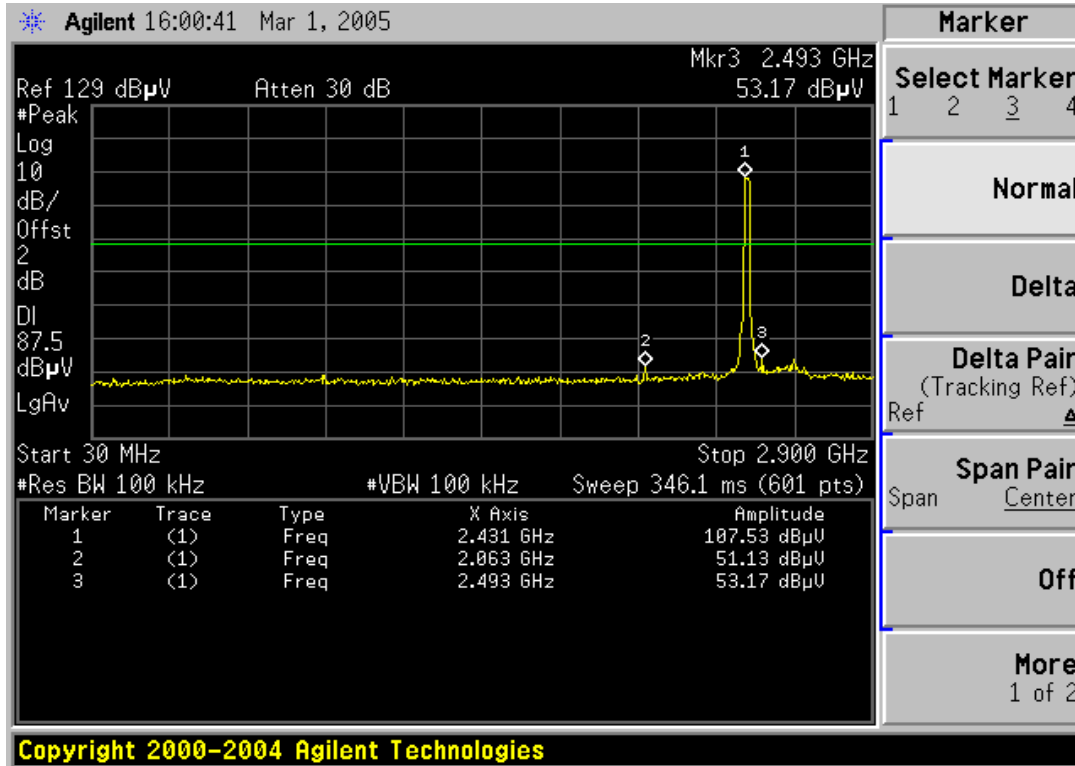 Agilent 16:00:41 Mar 1, 2005
Mkr3 2.493 GHz
Ref 129 dBµV Atten 30 dB 53.17 dBµV
#Peak
Log
10
dB/
Offst
2
dB
DI
87.5
dBµV
LgAv
1
2
3
Start 30 MHz Stop 2.900 GHz
#Res BW 100 kHz #VBW 100 kHz Sweep 346.1 ms (601 pts)
Marker Trace Type X Axis Amplitude
1 (1) Freq 2.431 GHz 107.53 dBµV
2 (1) Freq 2.063 GHz 51.13 dBµV
3 (1) Freq 2.493 GHz 53.17 dBµV
Marker
Select Marker
1 2 3 4
Normal
Delta
Delta Pair
(Tracking Ref)
Ref Δ
Span Pair
Span Center
Off
More
1 of 2
Copyright 2000-2004 Agilent Technologies